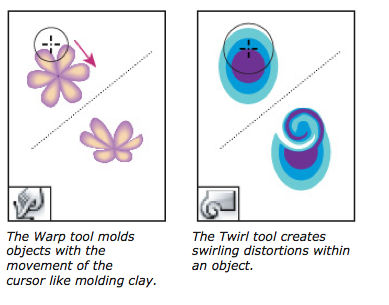 The Warp tool molds
objects with the
movement of the
cursor like molding clay.
The Twirl tool creates
swirling distortions within
an object.